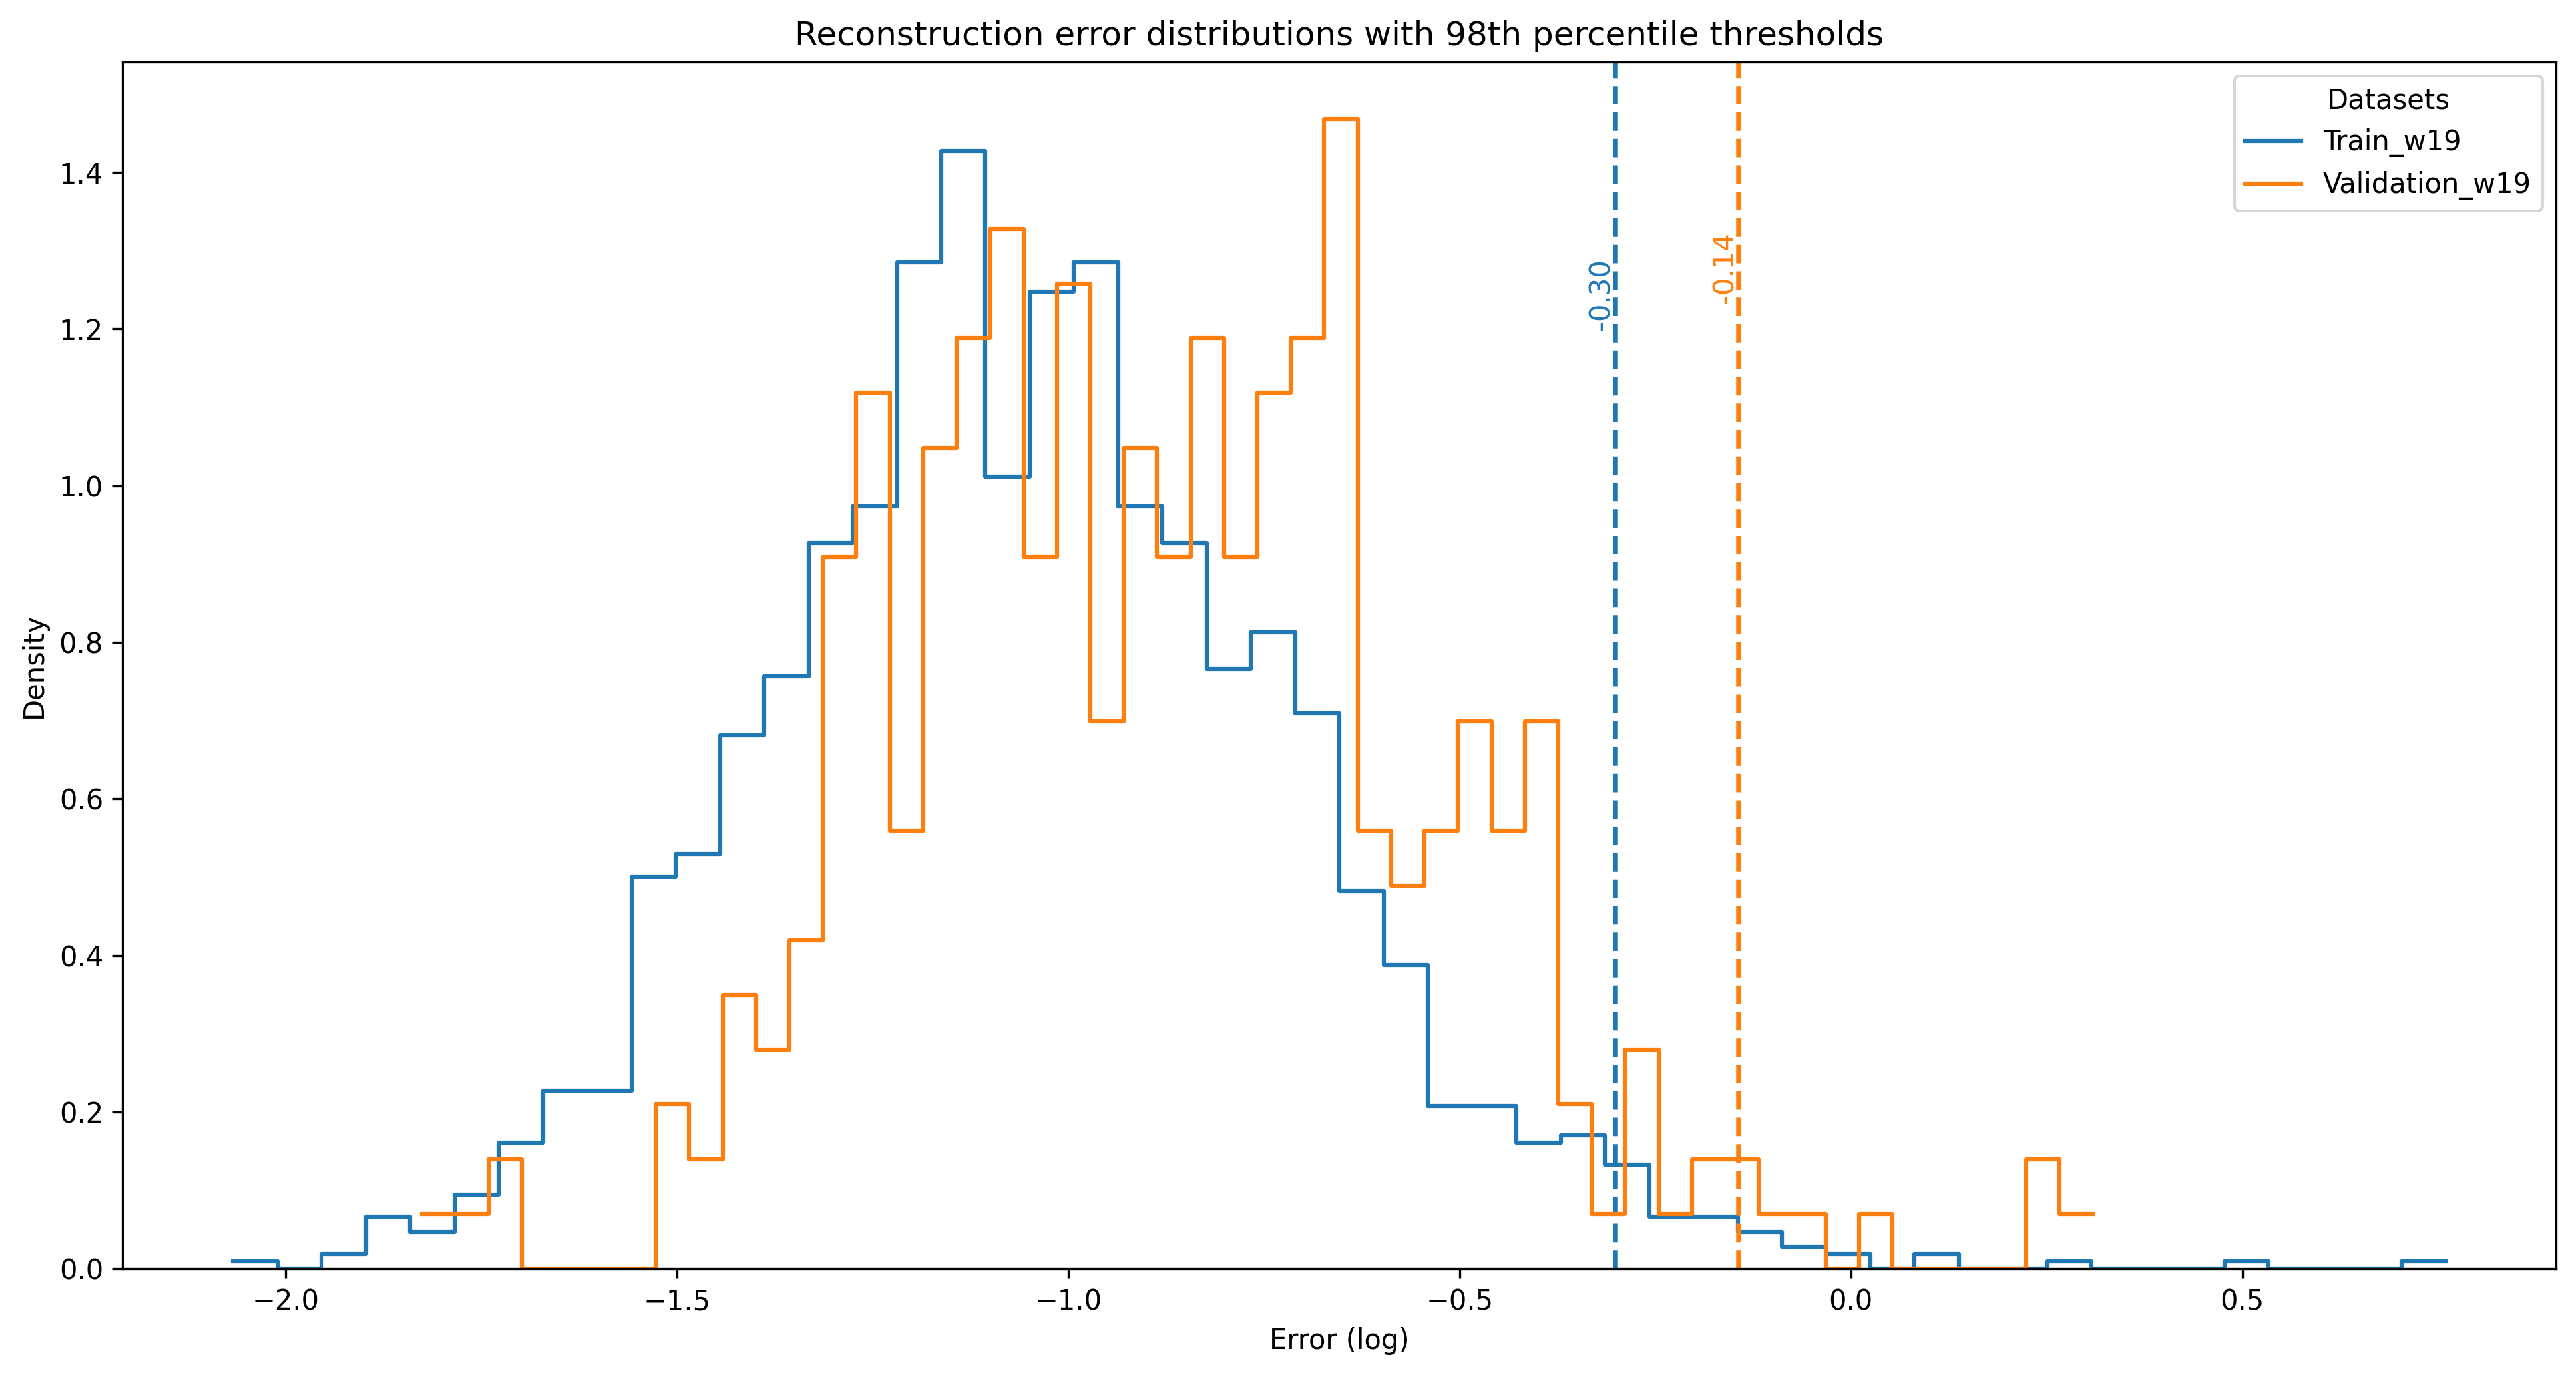 Reconstruction error distributions with 98th percentile thresholds
Datasets
Train_w19
Validation_w19
-0.30
-0.14
Density
1.4
1.2
1.0
0.8
0.6
0.4
0.2
0.0
−2.0
−1.5
−1.0
−0.5
0.0
0.5
Error (log)